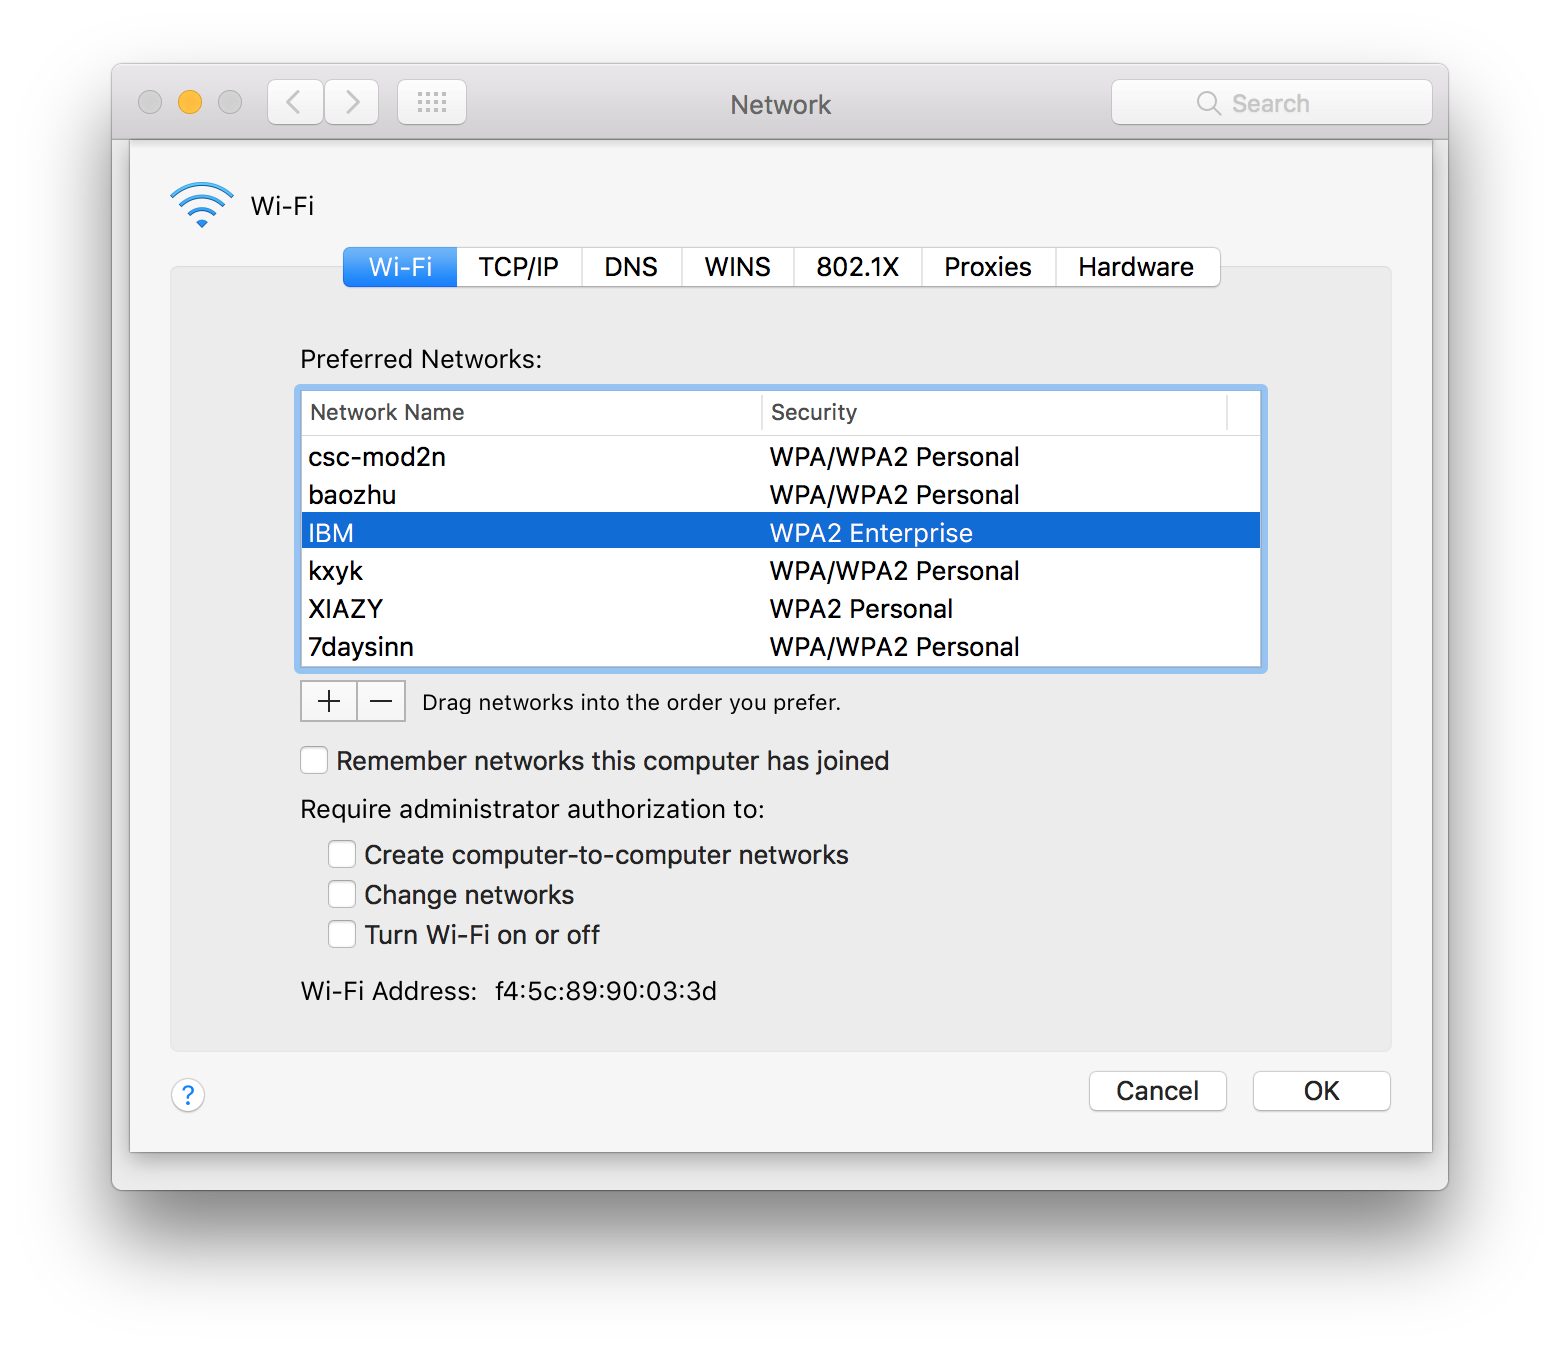 Network
Search
Wi-Fi
Wi-Fi TCP/IP DNS WINS 802.1X Proxies Hardware
Preferred Networks:
Network Name Security
csc-mod2n WPA/WPA2 Personal
baozhu WPA/WPA2 Personal
IBM WPA2 Enterprise
kxyk WPA/WPA2 Personal
XIAZY WPA2 Personal
7daysinn WPA/WPA2 Personal
Drag networks into the order you prefer.
Remember networks this computer has joined
Require administrator authorization to:
Create computer-to-computer networks
Change networks
Turn Wi-Fi on or off
Wi-Fi Address: f4:5c:89:90:03:3d
? Cancel OK